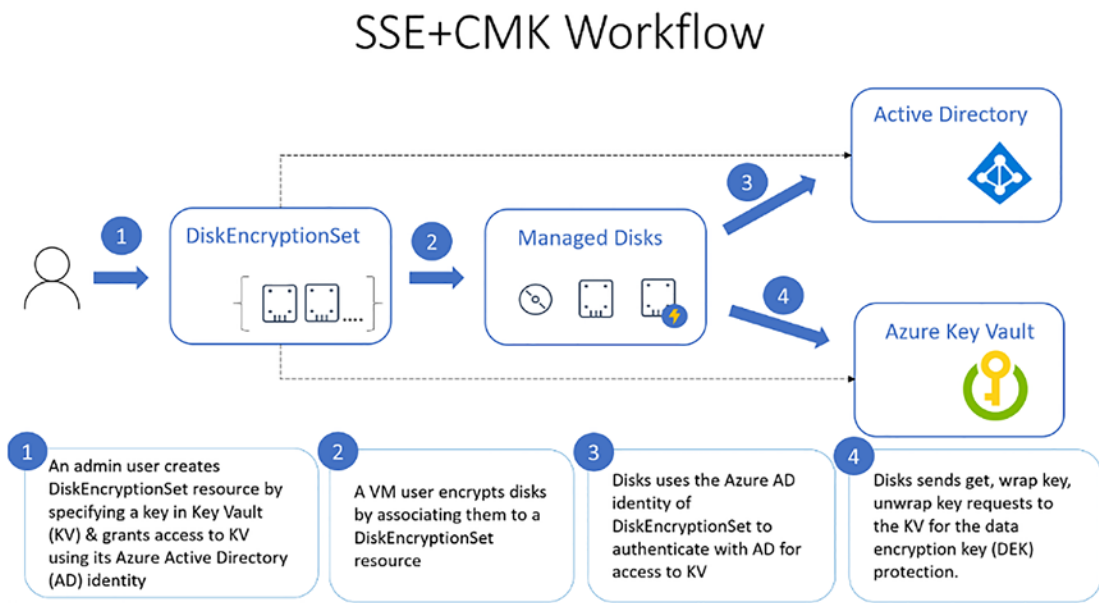 SSE+CMK Workflow
Active Directory
3
1
DiskEncryptionSet
2
Managed Disks
4
Azure Key Vault
1
An admin user creates
DiskEncryptionSet resource by
specifying a key in Key Vault
(KV) & grants access to KV
using its Azure Active Directory
(AD) identity
2
A VM user encrypts disks
by associating them to a
DiskEncryptionSet
resource
3
Disks uses the Azure AD
identity of
DiskEncryptionSet to
authenticate with AD for
access to KV
4
Disks sends get, wrap key,
unwrap key requests to
the KV for the data
encryption key (DEK)
protection.